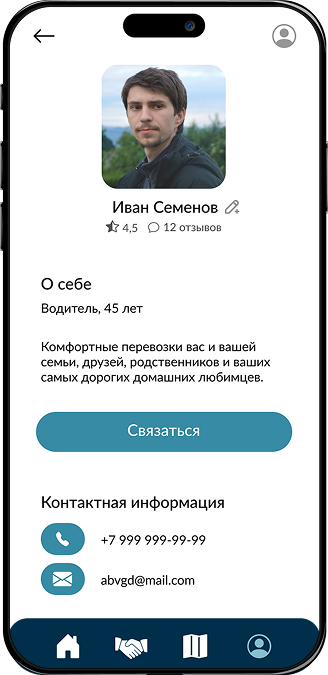 Иван Семенов
4,5 12 отзывов
О себе
Водитель, 45 лет
Комфортные перевозки вас и вашей
семьи, друзей, родственников и ваших
самых дорогих домашних любимцев.
Связаться
Контактная информация
+7 999 999-99-99
abvgd@mail.com